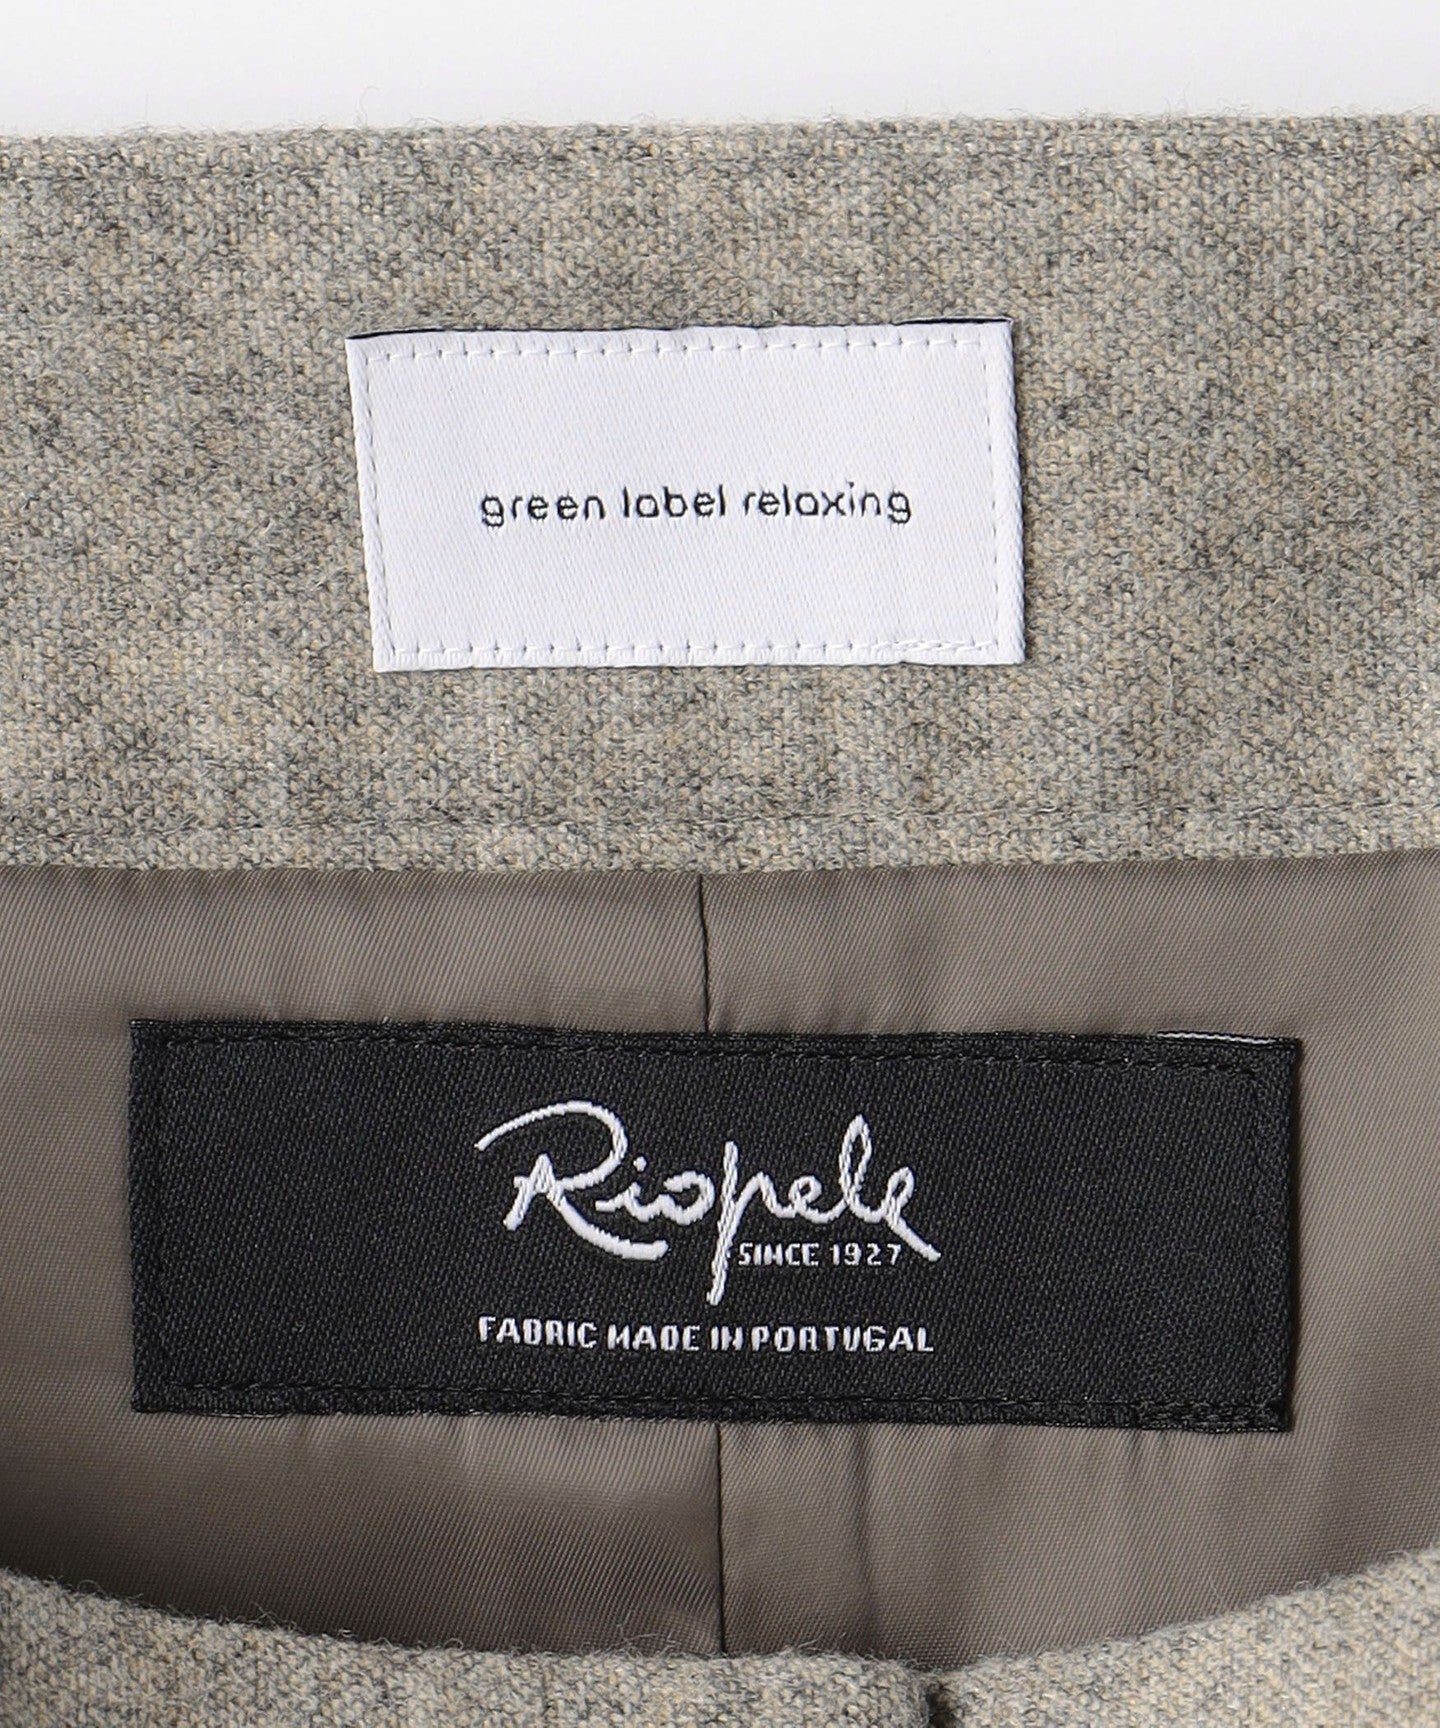 green label relaxing
Riopele
SINCE 1927
FABRIC MADE IN PORTUGAL